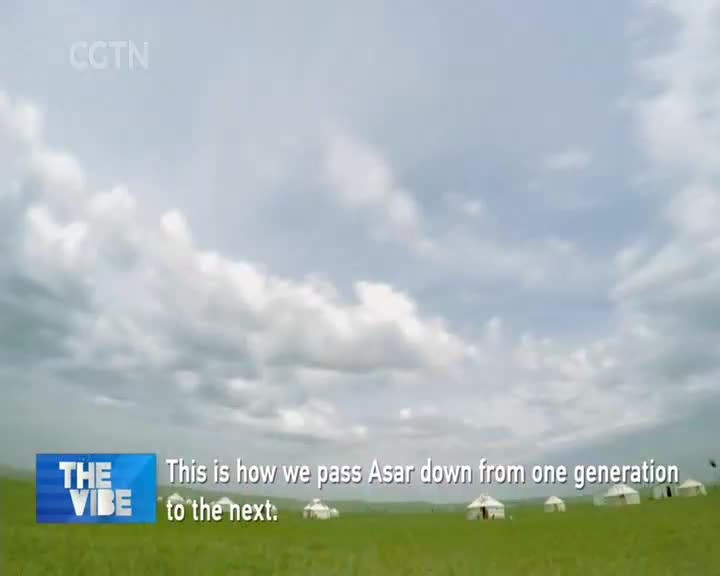 CGTN
THE
VIBE
This is how we pass Asar down from one generation
to the next.